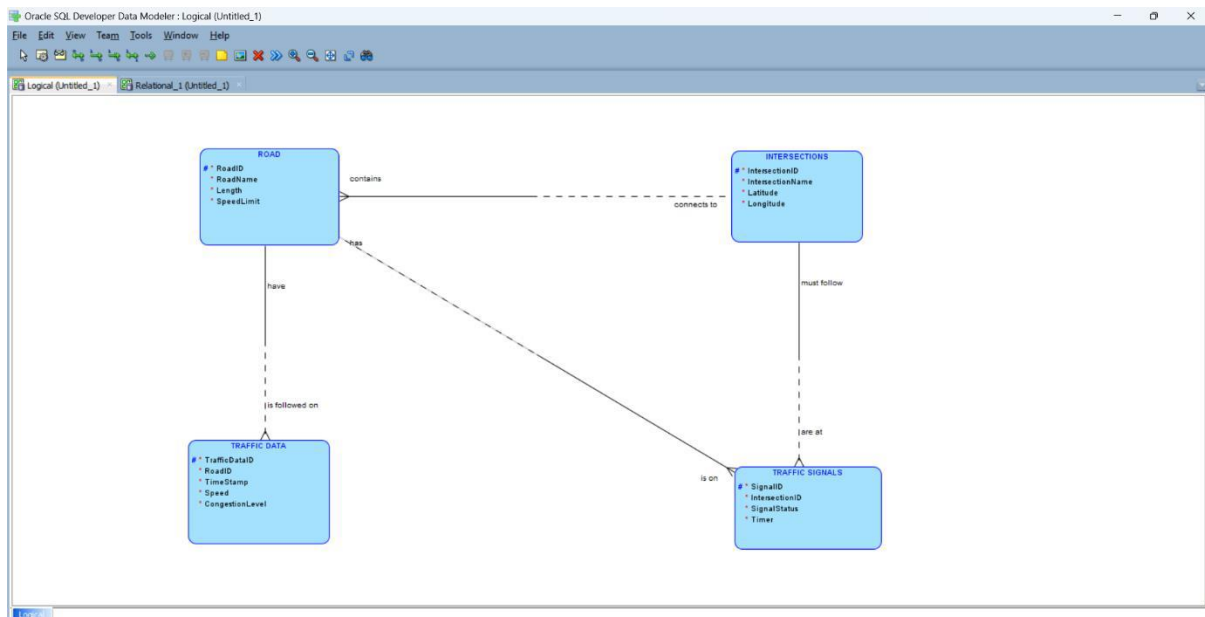 Oracle SQL Developer Data Modeler : Logical (Untitled_1)
File Edit View Team Tools Window Help
Logical (Untitled_1) Relational_1 (Untitled_1)
ROAD
# * RoadID
* RoadName
* Length
* SpeedLimit
contains
connects to
INTERSECTIONS
# * IntersectionID
* IntersectionName
* Latitude
* Longitude
has
have
must follow
is followed on
are at
TRAFFIC DATA
# * TrafficDataID
* RoadID
* TimeStamp
* Speed
* CongestionLevel
is on
TRAFFIC SIGNALS
# * SignalID
* IntersectionID
* SignalStatus
* Timer
Logical